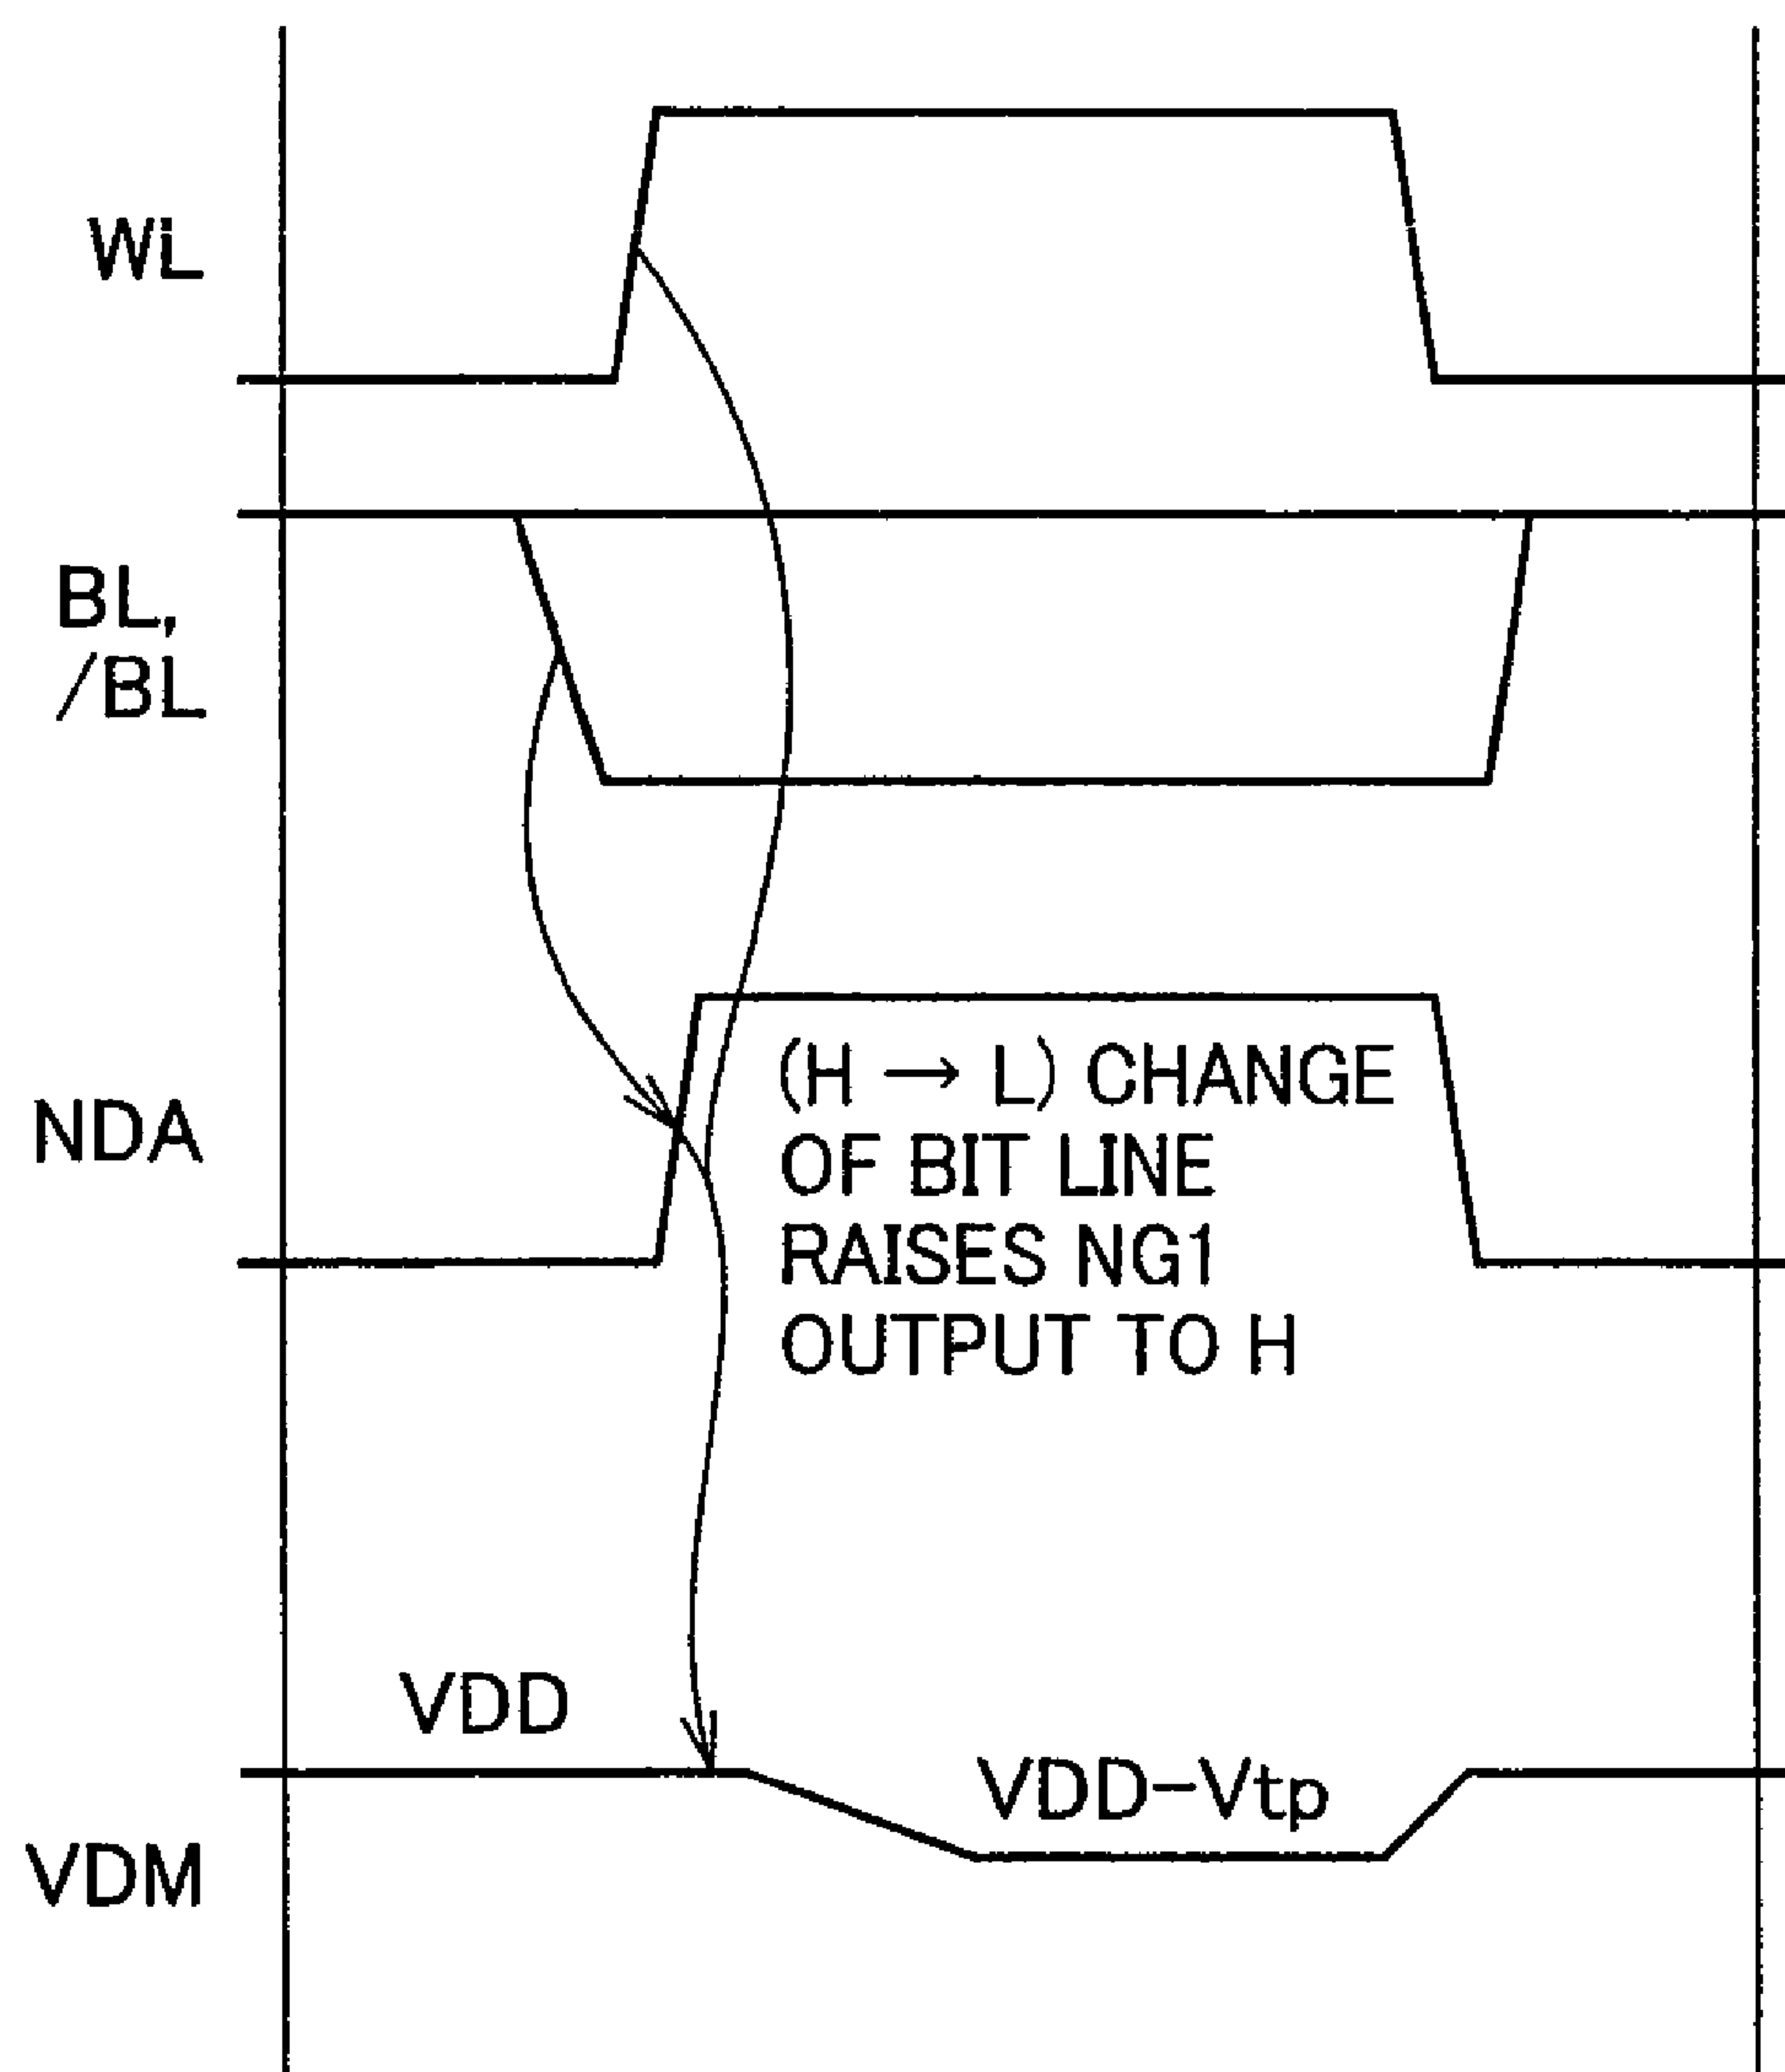 WL
BL,
/BL
NDA
(H → L) CHANGE
OF BIT LINE
RAISES NG1
OUTPUT TO H
VDD
VDD-Vtp
VDM